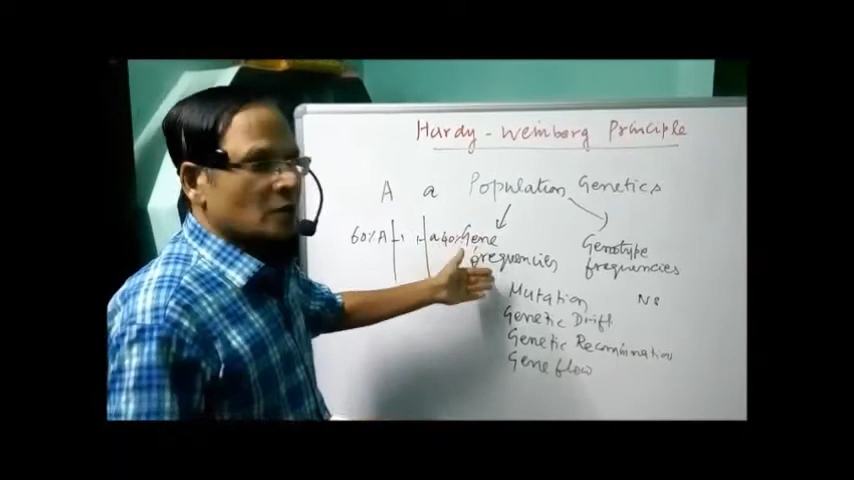 Hardy - Weinberg Principle
A a Population Genetics
60% A a 40% Gene frequencies
Genotype frequencies
Mutation NS
Genetic Drift
Genetic Recombination
Gene flow